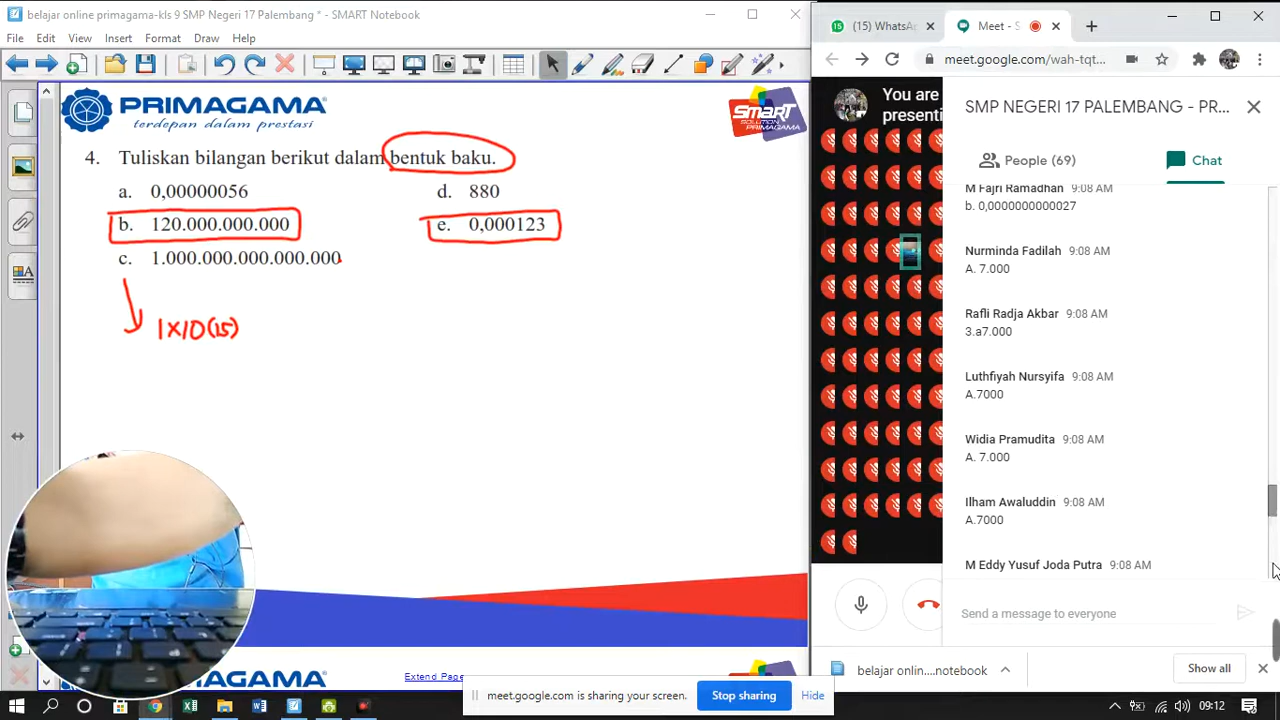 belajar online primagama-kls 9 SMP Negeri 17 Palembang * - SMART Notebook
File Edit View Insert Format Draw Help
PRIMAGAMA
terdepan dalam prestasi
SMART
SOLUTION
PRIMAGAMA
4. Tuliskan bilangan berikut dalam bentuk baku.
a. 0,00000056
d. 880
b. 120.000.000.000
e. 0,000123
c. 1.000.000.000.000.000
1×10(15)
Extend Pag
PRIMAGAMA
(15) WhatsA
Meet - S
meet.google.com/wah-tqt...
You are
presenti
SMP NEGERI 17 PALEMBANG - PR...
People (69)
Chat
M Fajri Ramadhan 9:08 AM
b. 0,0000000000027
Nurminda Fadilah 9:08 AM
A. 7.000
Rafli Radja Akbar 9:08 AM
3.a7.000
Luthfiyah Nursyifa 9:08 AM
A.7000
Widia Pramudita 9:08 AM
A. 7.000
Ilham Awaluddin 9:08 AM
A.7000
M Eddy Yusuf Joda Putra 9:08 AM
Send a message to everyone
belajar onlin....notebook
Show all
meet.google.com is sharing your screen.
Stop sharing
Hide
09:12